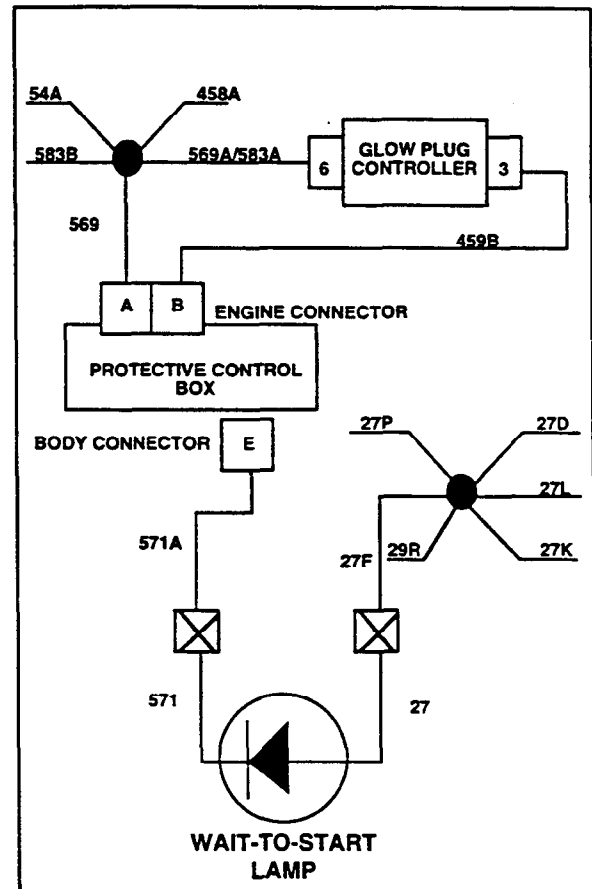 54A
458A
583B
569A/583A
6
GLOW PLUG
CONTROLLER
3
569
459B
A
B
ENGINE CONNECTOR
PROTECTIVE CONTROL
BOX
BODY CONNECTOR
E
27P
27D
27L
571A
27F
29R
27K
571
27
WAIT-TO-START
LAMP